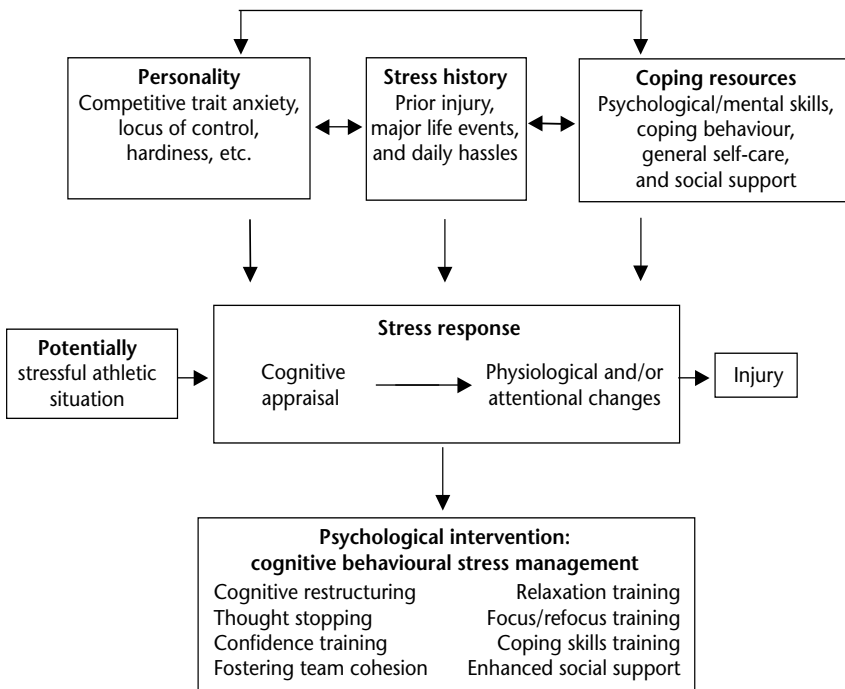 Personality
Competitive trait anxiety,
locus of control,
hardiness, etc.
Stress history
Prior injury,
major life events,
and daily hassles
Coping resources
Psychological/mental skills,
coping behaviour,
general self-care,
and social support
Potentially
stressful athletic
situation
Stress response
Cognitive
appraisal
Physiological and/or
attentional changes
Injury
Psychological intervention:
cognitive behavioural stress management
Cognitive restructuring
Thought stopping
Confidence training
Fostering team cohesion
Relaxation training
Focus/refocus training
Coping skills training
Enhanced social support